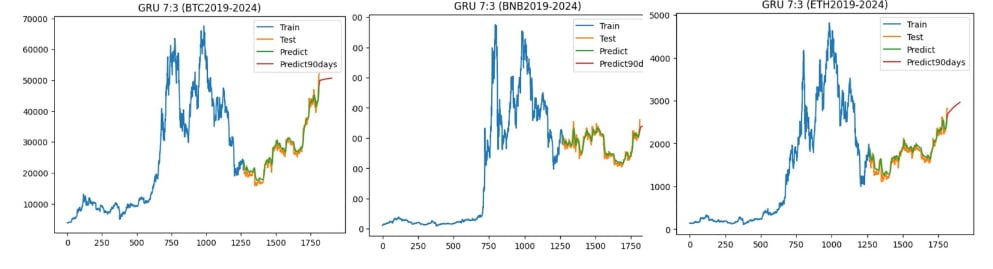 GRU 7:3 (BTC2019-2024)
70000
60000
50000
40000
30000
20000
10000
0 250 500 750 1000 1250 1500 1750
Train
Test
Predict
Predict90days
GRU 7:3 (BNB2019-2024)
00
00
00
00
00
00
00
0
0 250 500 750 1000 1250 1500 1750
Train
Test
Predict
Predict90d
GRU 7:3 (ETH2019-2024)
5000
4000
3000
2000
1000
0
0 250 500 750 1000 1250 1500 1750
Train
Test
Predict
Predict90days